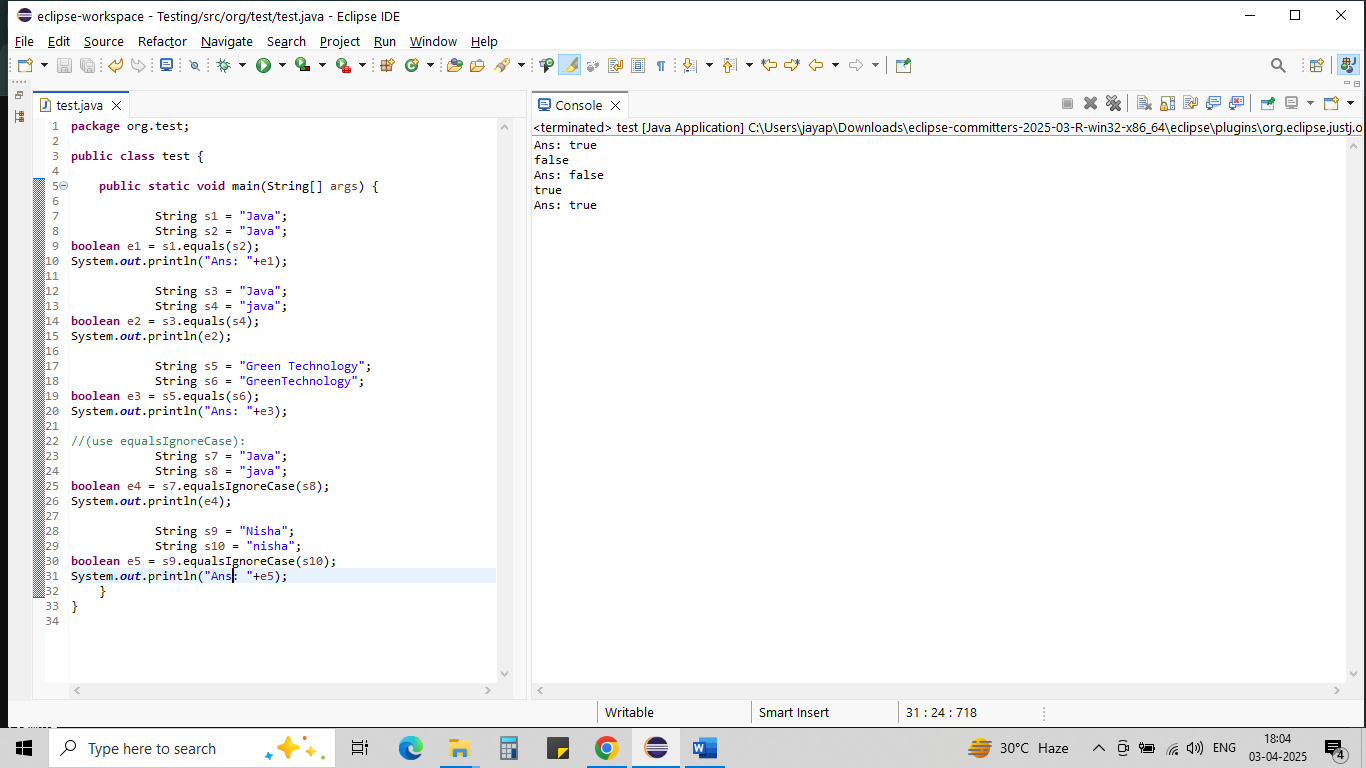 eclipse-workspace - Testing/src/org/test/test.java - Eclipse IDE
File Edit Source Refactor Navigate Search Project Run Window Help
test.java
1 package org.test;
2
3 public class test {
4
5 public static void main(String[] args) {
6
7 String s1 = "Java";
8 String s2 = "Java";
9 boolean e1 = s1.equals(s2);
10 System.out.println("Ans: "+e1);
11
12 String s3 = "Java";
13 String s4 = "java";
14 boolean e2 = s3.equals(s4);
15 System.out.println(e2);
16
17 String s5 = "Green Technology";
18 String s6 = "GreenTechnology";
19 boolean e3 = s5.equals(s6);
20 System.out.println("Ans: "+e3);
21
22 //(use equalsIgnoreCase):
23 String s7 = "Java";
24 String s8 = "java";
25 boolean e4 = s7.equalsIgnoreCase(s8);
26 System.out.println(e4);
27
28 String s9 = "Nisha";
29 String s10 = "nisha";
30 boolean e5 = s9.equalsIgnoreCase(s10);
31 System.out.println("Ans: "+e5);
32 }
33 }
34
Console
<terminated> test [Java Application] C:\Users\jayap\Downloads\eclipse-committers-2025-03-R-win32-x86_64\eclipse\plugins\org.eclipse.justj.o
Ans: true
false
Ans: false
true
Ans: true
Writable Smart Insert 31 : 24 : 718
Type here to search
30°C Haze
ENG
18:04
03-04-2025
4